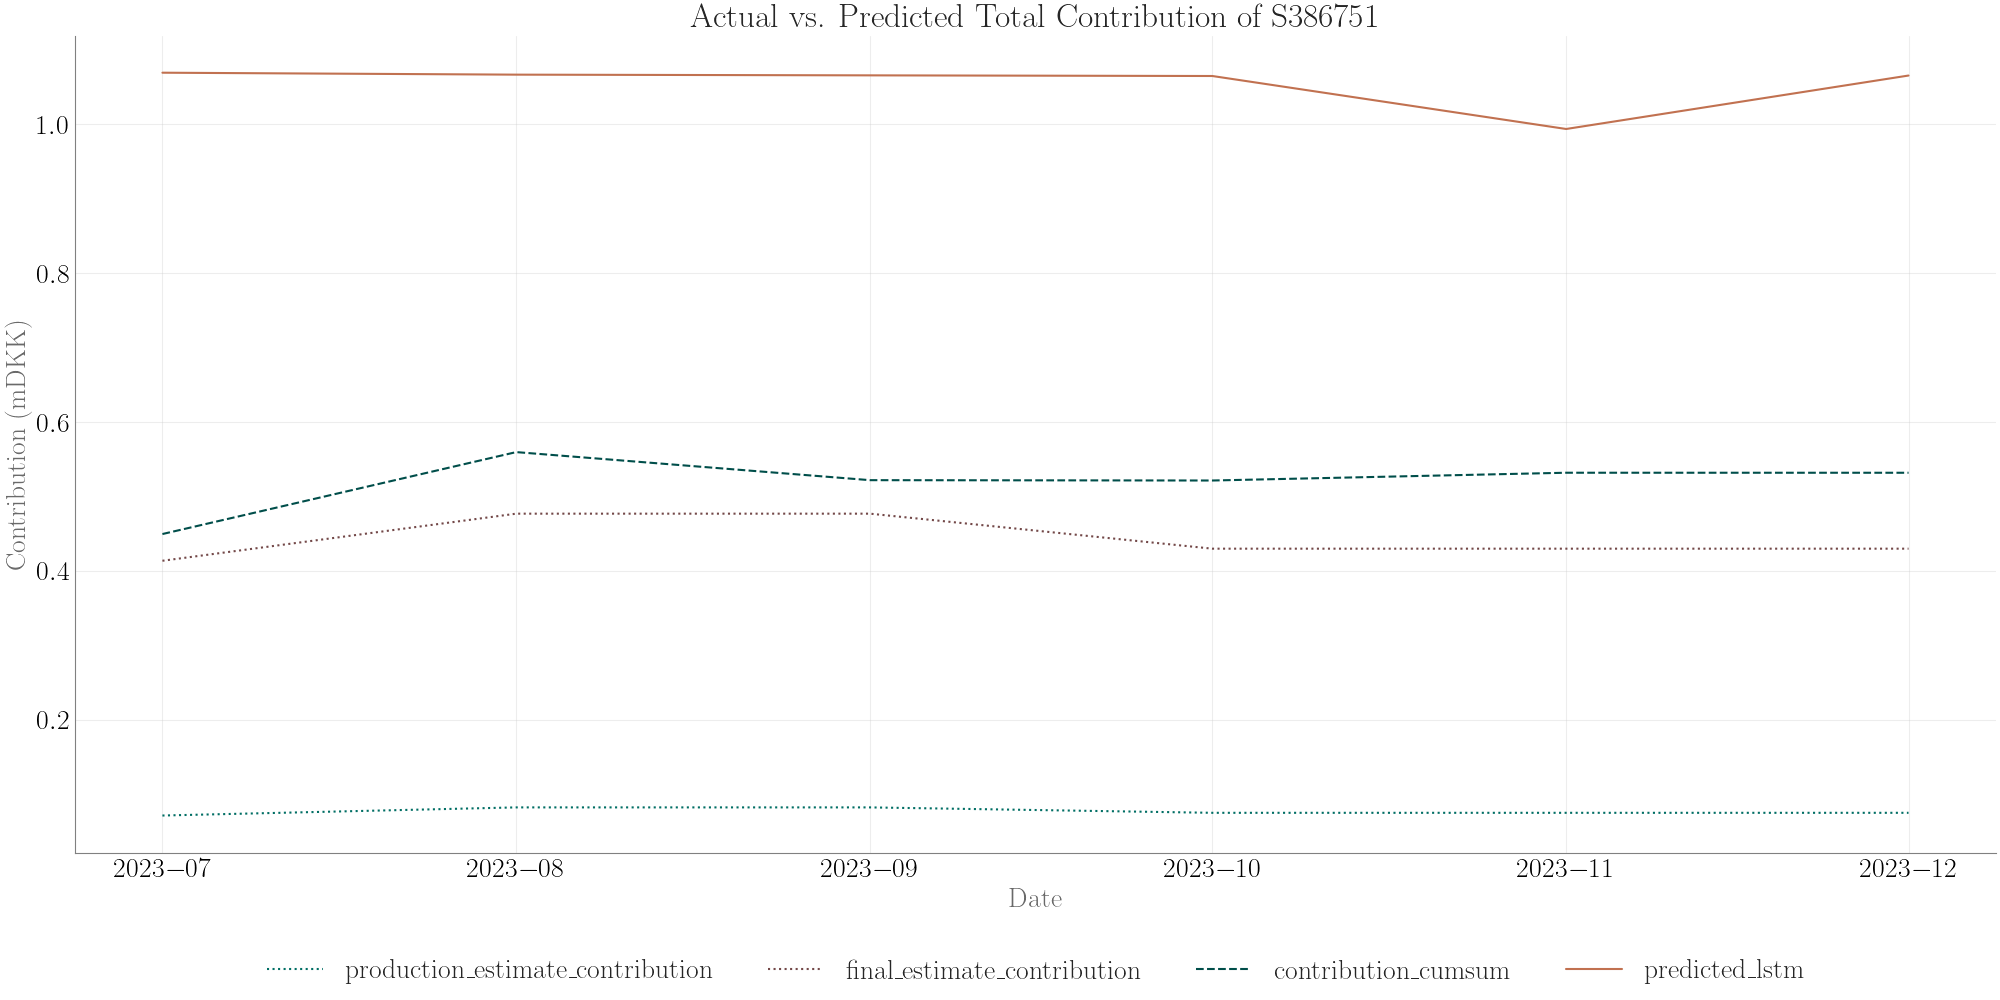 Actual vs. Predicted Total Contribution of S386751
Contribution (mDKK)
1.0
0.8
0.6
0.4
0.2
2023−07 2023−08 2023−09 2023−10 2023−11 2023−12
Date
production_estimate_contribution final_estimate_contribution contribution_cumsum predicted_lstm